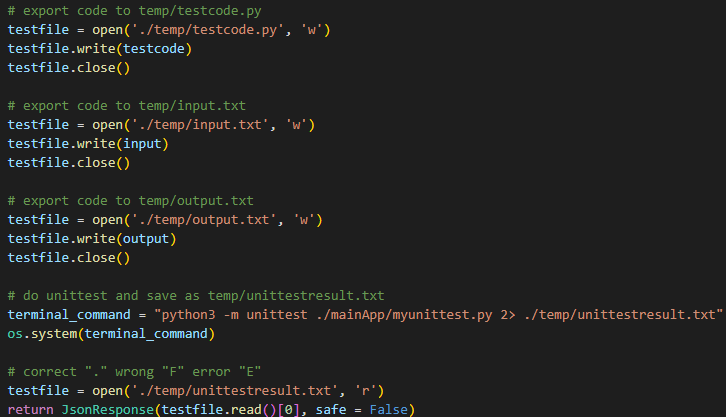 # export code to temp/testcode.py
testfile = open('./temp/testcode.py', 'w')
testfile.write(testcode)
testfile.close()
# export code to temp/input.txt
testfile = open('./temp/input.txt', 'w')
testfile.write(input)
testfile.close()
# export code to temp/output.txt
testfile = open('./temp/output.txt', 'w')
testfile.write(output)
testfile.close()
# do unittest and save as temp/unittestresult.txt
terminal_command = "python3 -m unittest ./mainApp/myunittest.py 2> ./temp/unittestresult.txt"
os.system(terminal_command)
# correct "." wrong "F" error "E"
testfile = open('./temp/unittestresult.txt', 'r')
return JsonResponse(testfile.read()[0], safe = False)